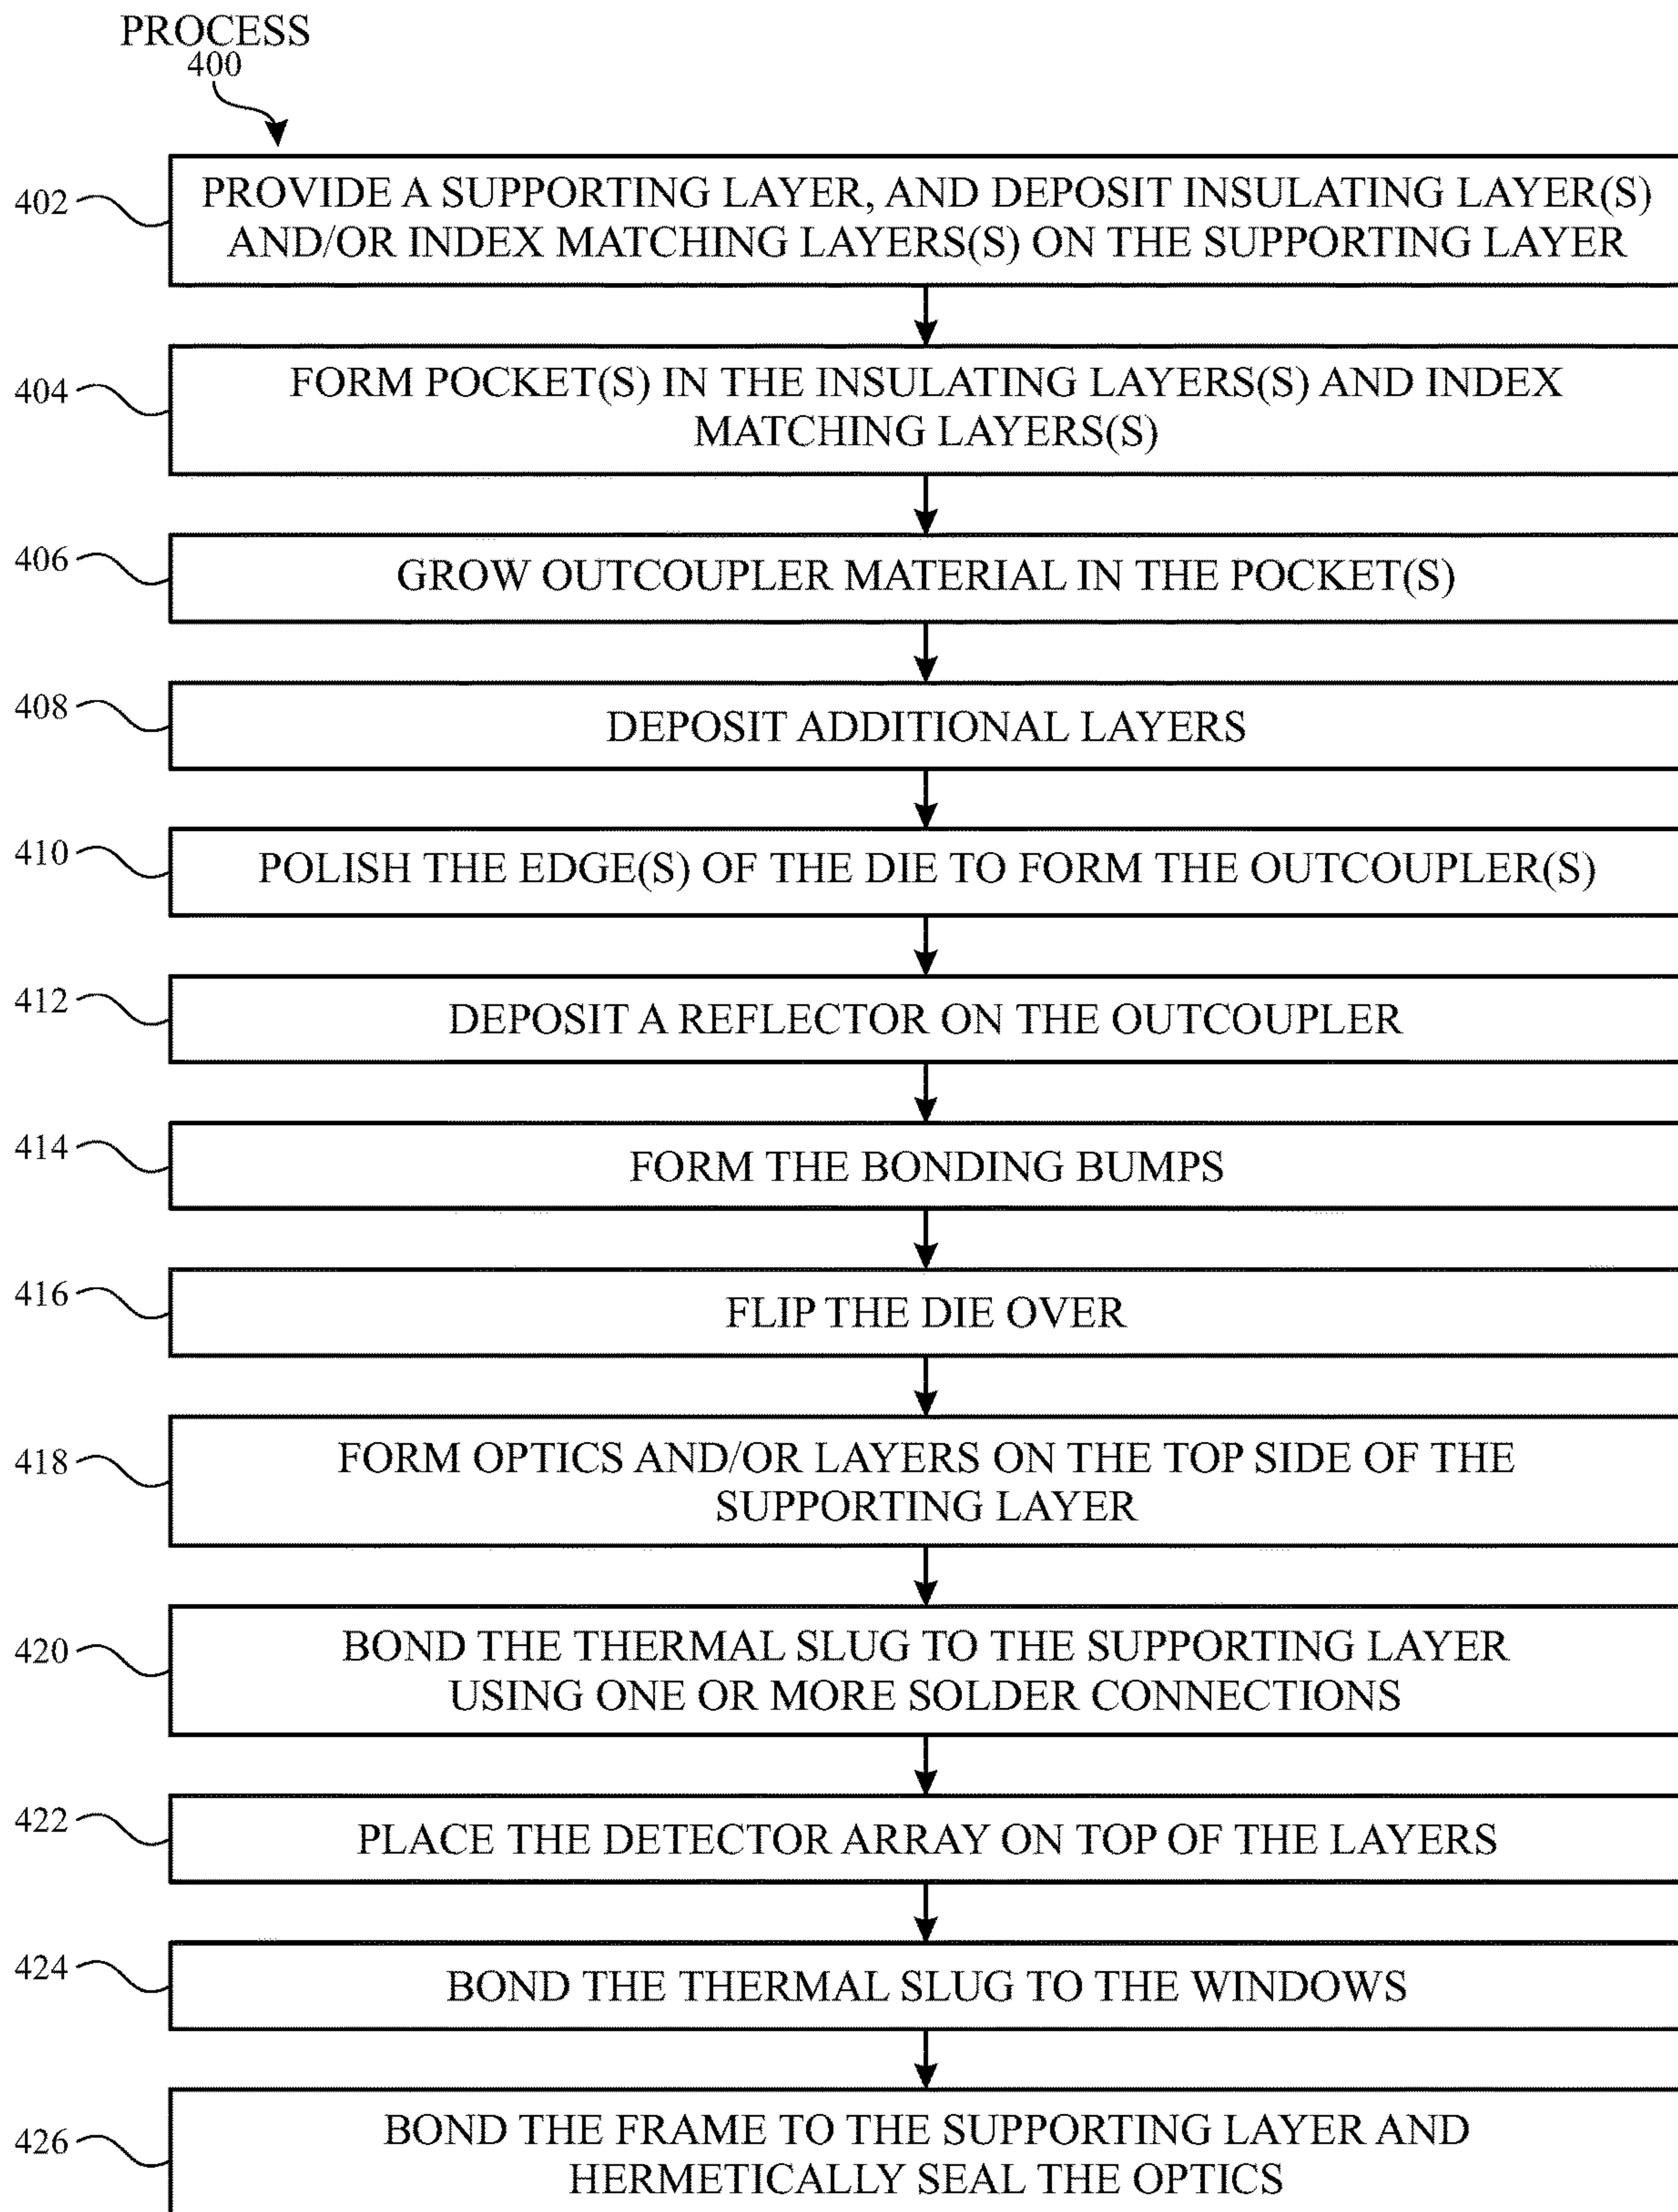 PROCESS
400
402
PROVIDE A SUPPORTING LAYER, AND DEPOSIT INSULATING LAYER(S)
AND/OR INDEX MATCHING LAYERS(S) ON THE SUPPORTING LAYER
404
FORM POCKET(S) IN THE INSULATING LAYERS(S) AND INDEX
MATCHING LAYERS(S)
406
GROW OUTCOUPLER MATERIAL IN THE POCKET(S)
408
DEPOSIT ADDITIONAL LAYERS
410
POLISH THE EDGE(S) OF THE DIE TO FORM THE OUTCOUPLER(S)
412
DEPOSIT A REFLECTOR ON THE OUTCOUPLER
414
FORM THE BONDING BUMPS
416
FLIP THE DIE OVER
418
FORM OPTICS AND/OR LAYERS ON THE TOP SIDE OF THE
SUPPORTING LAYER
420
BOND THE THERMAL SLUG TO THE SUPPORTING LAYER
USING ONE OR MORE SOLDER CONNECTIONS
422
PLACE THE DETECTOR ARRAY ON TOP OF THE LAYERS
424
BOND THE THERMAL SLUG TO THE WINDOWS
426
BOND THE FRAME TO THE SUPPORTING LAYER AND
HERMETICALLY SEAL THE OPTICS